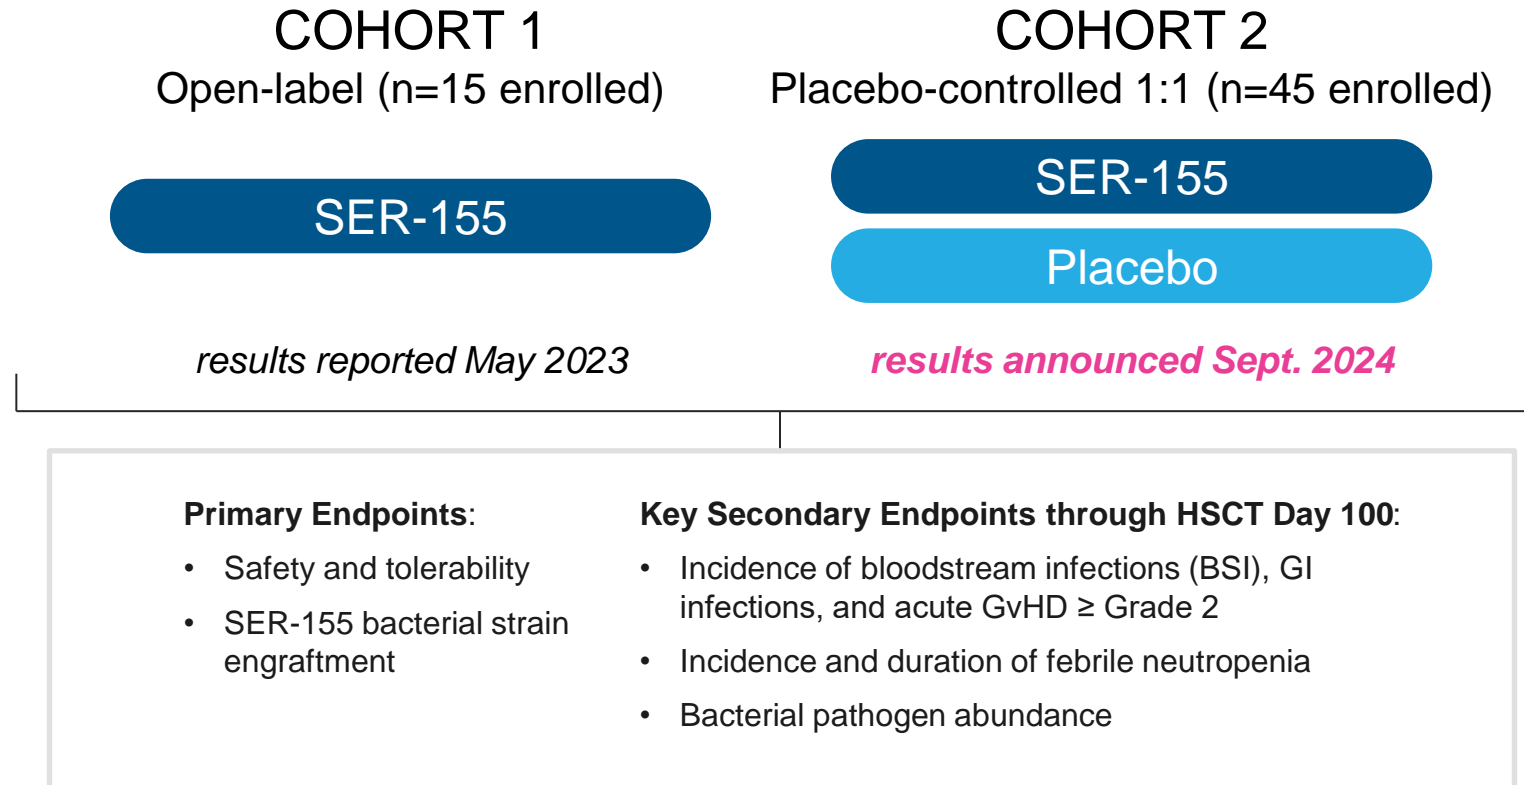 COHORT 1
Open-label (n=15 enrolled)
SER-155
results reported May 2023
COHORT 2
Placebo-controlled 1:1 (n=45 enrolled)
SER-155
Placebo
results announced Sept. 2024
Primary Endpoints:
• Safety and tolerability
• SER-155 bacterial strain
engraftment
Key Secondary Endpoints through HSCT Day 100:
• Incidence of bloodstream infections (BSI), GI
infections, and acute GvHD ≥ Grade 2
• Incidence and duration of febrile neutropenia
• Bacterial pathogen abundance